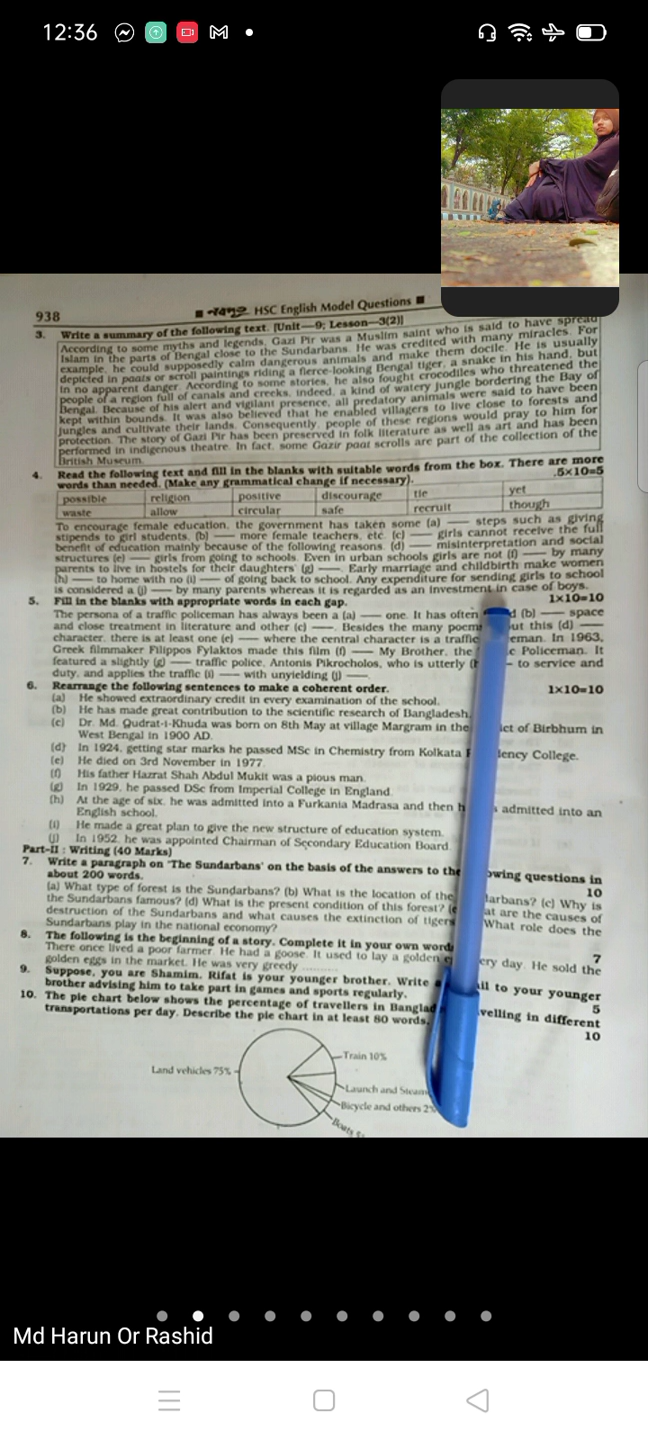 12:36
938
■ নবদূত HSC English Model Questions ■
3. Write a summary of the following text. [Unit—9; Lesson—3(2)]
According to some myths and legends, Gazi Pir was a Muslim saint who is said to have spread
Islam in the parts of Bengal close to the Sundarbans. He was credited with many miracles. For
example, he could supposedly calm dangerous animals and make them docile. He is usually
depicted in paats or scroll paintings riding a fierce-looking Bengal tiger, a snake in his hand, but
in no apparent danger. According to some stories, he also fought crocodiles who threatened the
people of a region full of canals and creeks, indeed, a kind of watery jungle bordering the Bay of
Bengal. Because of his alert and vigilant presence, all predatory animals were said to have been
kept within bounds. It was also believed that he enabled villagers to live close to forests and
jungles and cultivate their lands. Consequently, people of these regions would pray to him for
protection. The story of Gazi Pir has been preserved in folk literature as well as art and has been
performed in indigenous theatre. In fact, some Gazir paat scrolls are part of the collection of the
British Museum.
4. Read the following text and fill in the blanks with suitable words from the box. There are more
words than needed. (Make any grammatical change if necessary). .5×10=5
possible religion positive discourage tie yet
waste allow circular safe recruit though
To encourage female education, the government has taken some (a) —— steps such as giving
stipends to girl students, (b) —— more female teachers, etc. (c) —— girls cannot receive the full
benefit of education mainly because of the following reasons. (d) —— misinterpretation and social
structures (e) —— girls from going to schools. Even in urban schools girls are not (f) —— by many
parents to live in hostels for their daughters' (g) ——. Early marriage and childbirth make women
(h) —— to home with no (i) —— of going back to school. Any expenditure for sending girls to school
is considered a (j) —— by many parents whereas it is regarded as an investment in case of boys.
5. Fill in the blanks with appropriate words in each gap. 1×10=10
The persona of a traffic policeman has always been a (a) —— one. It has often d (b) —— space
and close treatment in literature and other (c) ——. Besides the many poem ut this (d) ——
character, there is at least one (e) —— where the central character is a traffic eman. In 1963,
Greek filmmaker Filippos Fylaktos made this film (f) —— My Brother, the c Policeman. It
featured a slightly (g) —— traffic police, Antonis Pikrocholos, who is utterly (h — to service and
duty, and applies the traffic (i) —— with unyielding (j) ——.
6. Rearrange the following sentences to make a coherent order. 1×10=10
(a) He showed extraordinary credit in every examination of the school.
(b) He has made great contribution to the scientific research of Bangladesh.
(c) Dr. Md. Qudrat-i-Khuda was born on 8th May at village Margram in the ict of Birbhum in
West Bengal in 1900 AD.
(d) In 1924, getting star marks he passed MSc in Chemistry from Kolkata P dency College.
(e) He died on 3rd November in 1977.
(f) His father Hazrat Shah Abdul Mukit was a pious man.
(g) In 1929, he passed DSc from Imperial College in England.
(h) At the age of six, he was admitted into a Furkania Madrasa and then h s admitted into an
English school.
(i) He made a great plan to give the new structure of education system.
(j) In 1952, he was appointed Chairman of Secondary Education Board.
Part-II : Writing (40 Marks)
7. Write a paragraph on 'The Sundarbans' on the basis of the answers to the owing questions in
about 200 words. 10
(a) What type of forest is the Sundarbans? (b) What is the location of the darbans? (c) Why is
the Sundarbans famous? (d) What is the present condition of this forest? (e at are the causes of
destruction of the Sundarbans and what causes the extinction of tigers What role does the
Sundarbans play in the national economy?
8. The following is the beginning of a story. Complete it in your own word 7
There once lived a poor farmer. He had a goose. It used to lay a golden e ery day. He sold the
golden eggs in the market. He was very greedy ..........
9. Suppose, you are Shamim. Rifat is your younger brother. Write a ail to your younger
brother advising him to take part in games and sports regularly. 5
10. The pie chart below shows the percentage of travellers in Banglad velling in different
transportations per day. Describe the pie chart in at least 80 words. 10
Land vehicles 75%
Train 10%
Launch and Steam
Bicycle and others 2%
Boats
Md Harun Or Rashid